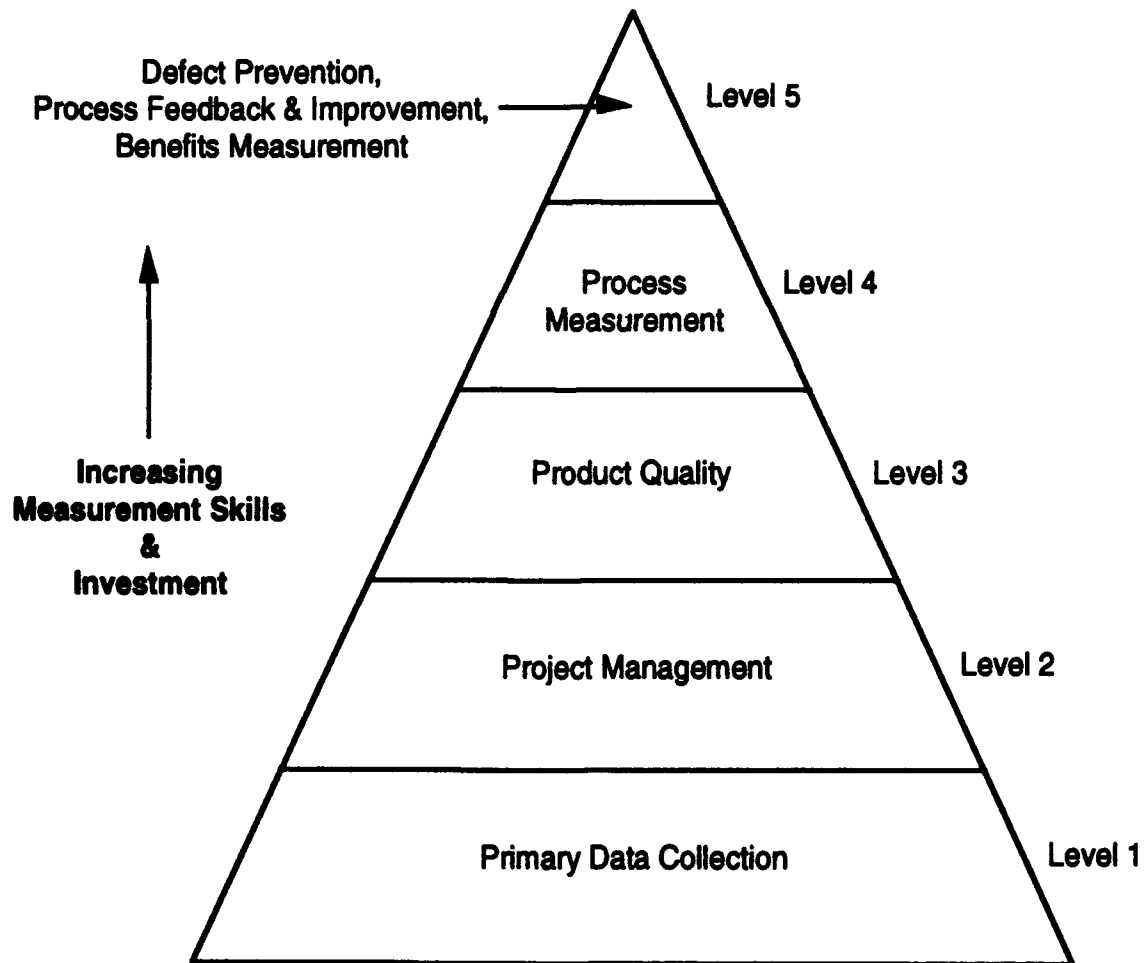 Defect Prevention,
Process Feedback & Improvement,
Benefits Measurement
Level 5
Process
Measurement
Level 4
Increasing
Measurement Skills
&
Investment
Product Quality
Level 3
Project Management
Level 2
Primary Data Collection
Level 1